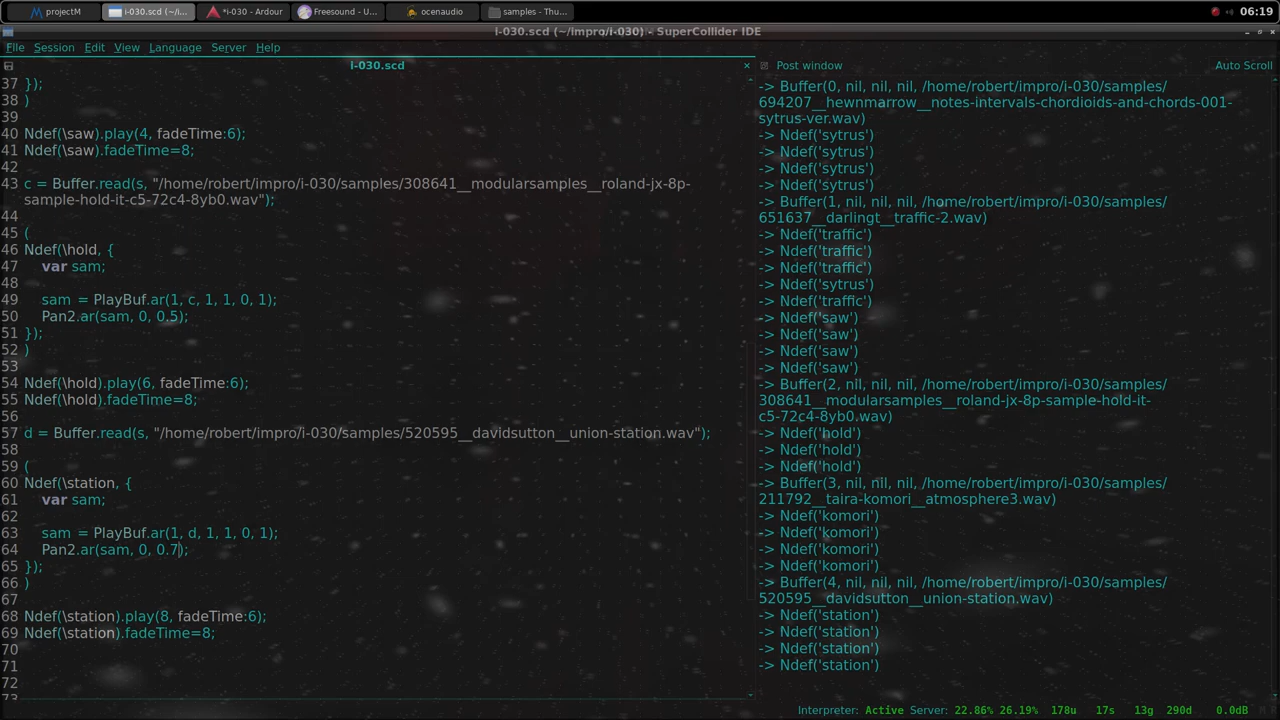 projectM
i-030.scd (~/i...
*i-030 - Ardour
Freesound - U...
ocenaudio
samples - Thu...
06:19
i-030.scd (~/impro/i-030) - SuperCollider IDE
File Session Edit View Language Server Help
i-030.scd
37 });
38 )
39
40 Ndef(\saw).play(4, fadeTime:6);
41 Ndef(\saw).fadeTime=8;
42
43 c = Buffer.read(s, "/home/robert/impro/i-030/samples/308641__modularsamples__roland-jx-8p-
sample-hold-it-c5-72c4-8yb0.wav");
44
45 (
46 Ndef(\hold, {
47 var sam;
48
49 sam = PlayBuf.ar(1, c, 1, 1, 0, 1);
50 Pan2.ar(sam, 0, 0.5);
51 });
52 )
53
54 Ndef(\hold).play(6, fadeTime:6);
55 Ndef(\hold).fadeTime=8;
56
57 d = Buffer.read(s, "/home/robert/impro/i-030/samples/520595__davidsutton__union-station.wav");
58
59 (
60 Ndef(\station, {
61 var sam;
62
63 sam = PlayBuf.ar(1, d, 1, 1, 0, 1);
64 Pan2.ar(sam, 0, 0.7);
65 });
66 )
67
68 Ndef(\station).play(8, fadeTime:6);
69 Ndef(\station).fadeTime=8;
70
71
72
73
Post window
Auto Scroll
-> Buffer(0, nil, nil, nil, /home/robert/impro/i-030/samples/
694207__hewnmarrow__notes-intervals-chordioids-and-chords-001-
sytrus-ver.wav)
-> Ndef('sytrus')
-> Ndef('sytrus')
-> Ndef('sytrus')
-> Ndef('sytrus')
-> Buffer(1, nil, nil, nil, /home/robert/impro/i-030/samples/
651637__darlingt__traffic-2.wav)
-> Ndef('traffic')
-> Ndef('traffic')
-> Ndef('traffic')
-> Ndef('sytrus')
-> Ndef('traffic')
-> Ndef('saw')
-> Ndef('saw')
-> Ndef('saw')
-> Ndef('saw')
-> Buffer(2, nil, nil, nil, /home/robert/impro/i-030/samples/
308641__modularsamples__roland-jx-8p-sample-hold-it-
c5-72c4-8yb0.wav)
-> Ndef('hold')
-> Ndef('hold')
-> Ndef('hold')
-> Buffer(3, nil, nil, nil, /home/robert/impro/i-030/samples/
211792__taira-komori__atmosphere3.wav)
-> Ndef('komori')
-> Ndef('komori')
-> Ndef('komori')
-> Ndef('komori')
-> Buffer(4, nil, nil, nil, /home/robert/impro/i-030/samples/
520595__davidsutton__union-station.wav)
-> Ndef('station')
-> Ndef('station')
-> Ndef('station')
-> Ndef('station')
Interpreter: Active Server: 22.86% 26.19% 178u 17s 13g 290d 0.0dB